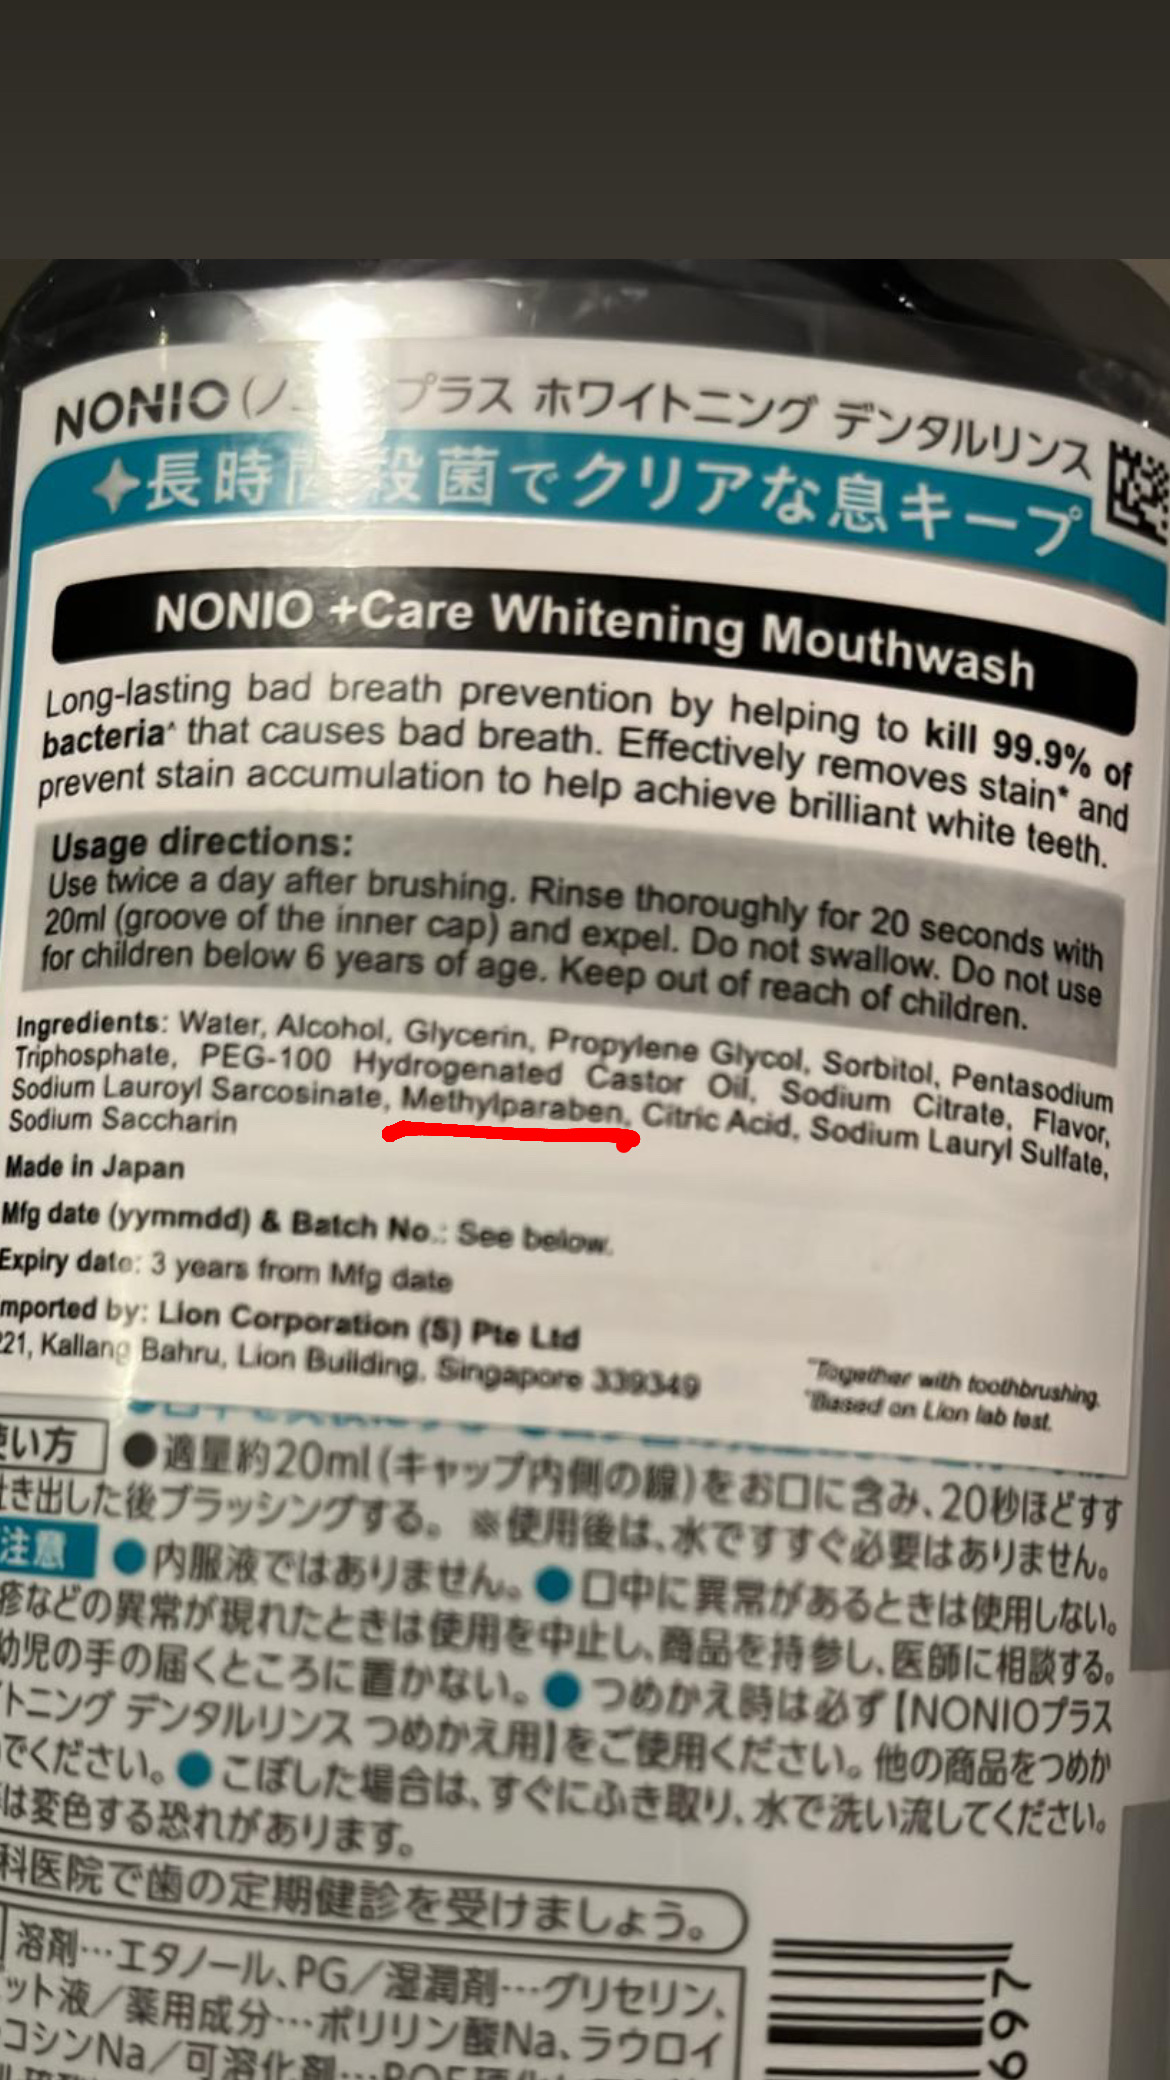 NONIO(ノ プラス ホワイトニング デンタルリンス
長時間殺菌でクリアな息キープ
NONIO +Care Whitening Mouthwash
Long-lasting bad breath prevention by helping to kill 99.9% of
bacteria^ that causes bad breath. Effectively removes stain* and
prevent stain accumulation to help achieve brilliant white teeth.
Usage directions:
Use twice a day after brushing. Rinse thoroughly for 20 seconds with
20ml (groove of the inner cap) and expel. Do not swallow. Do not use
for children below 6 years of age. Keep out of reach of children.
Ingredients: Water, Alcohol, Glycerin, Propylene Glycol, Sorbitol, Pentasodium
Triphosphate, PEG-100 Hydrogenated Castor Oil, Sodium Citrate, Flavor,
Sodium Lauroyl Sarcosinate, Methylparaben, Citric Acid, Sodium Lauryl Sulfate,
Sodium Saccharin
Made in Japan
Mfg date (yymmdd) & Batch No.: See below.
Expiry date: 3 years from Mfg date
mported by: Lion Corporation (S) Pte Ltd
221, Kallang Bahru, Lion Building, Singapore 339349
*Together with toothbrushing.
^Based on Lion lab test.
使い方 ●適量約20ml(キャップ内側の線)をお口に含み、20秒ほどすす
吐き出した後ブラッシングする。※使用後は、水ですすぐ必要はありません。
注意 ●内服液ではありません。●口中に異常があるときは使用しない。
疹などの異常が現れたときは使用を中止し、商品を持参し、医師に相談する。
幼児の手の届くところに置かない。●つめかえ時は必ず【NONIOプラス
イトニング デンタルリンス つめかえ用】をご使用ください。他の商品をつめか
でください。●こぼした場合は、すぐにふき取り、水で洗い流してください。
は変色する恐れがあります。
科医院で歯の定期健診を受けましょう。
溶剤…エタノール、PG/湿潤剤…グリセリン、
ット液/薬用成分…ポリリン酸Na、ラウロイ
コシンNa/可溶化剤…POE硬化
697